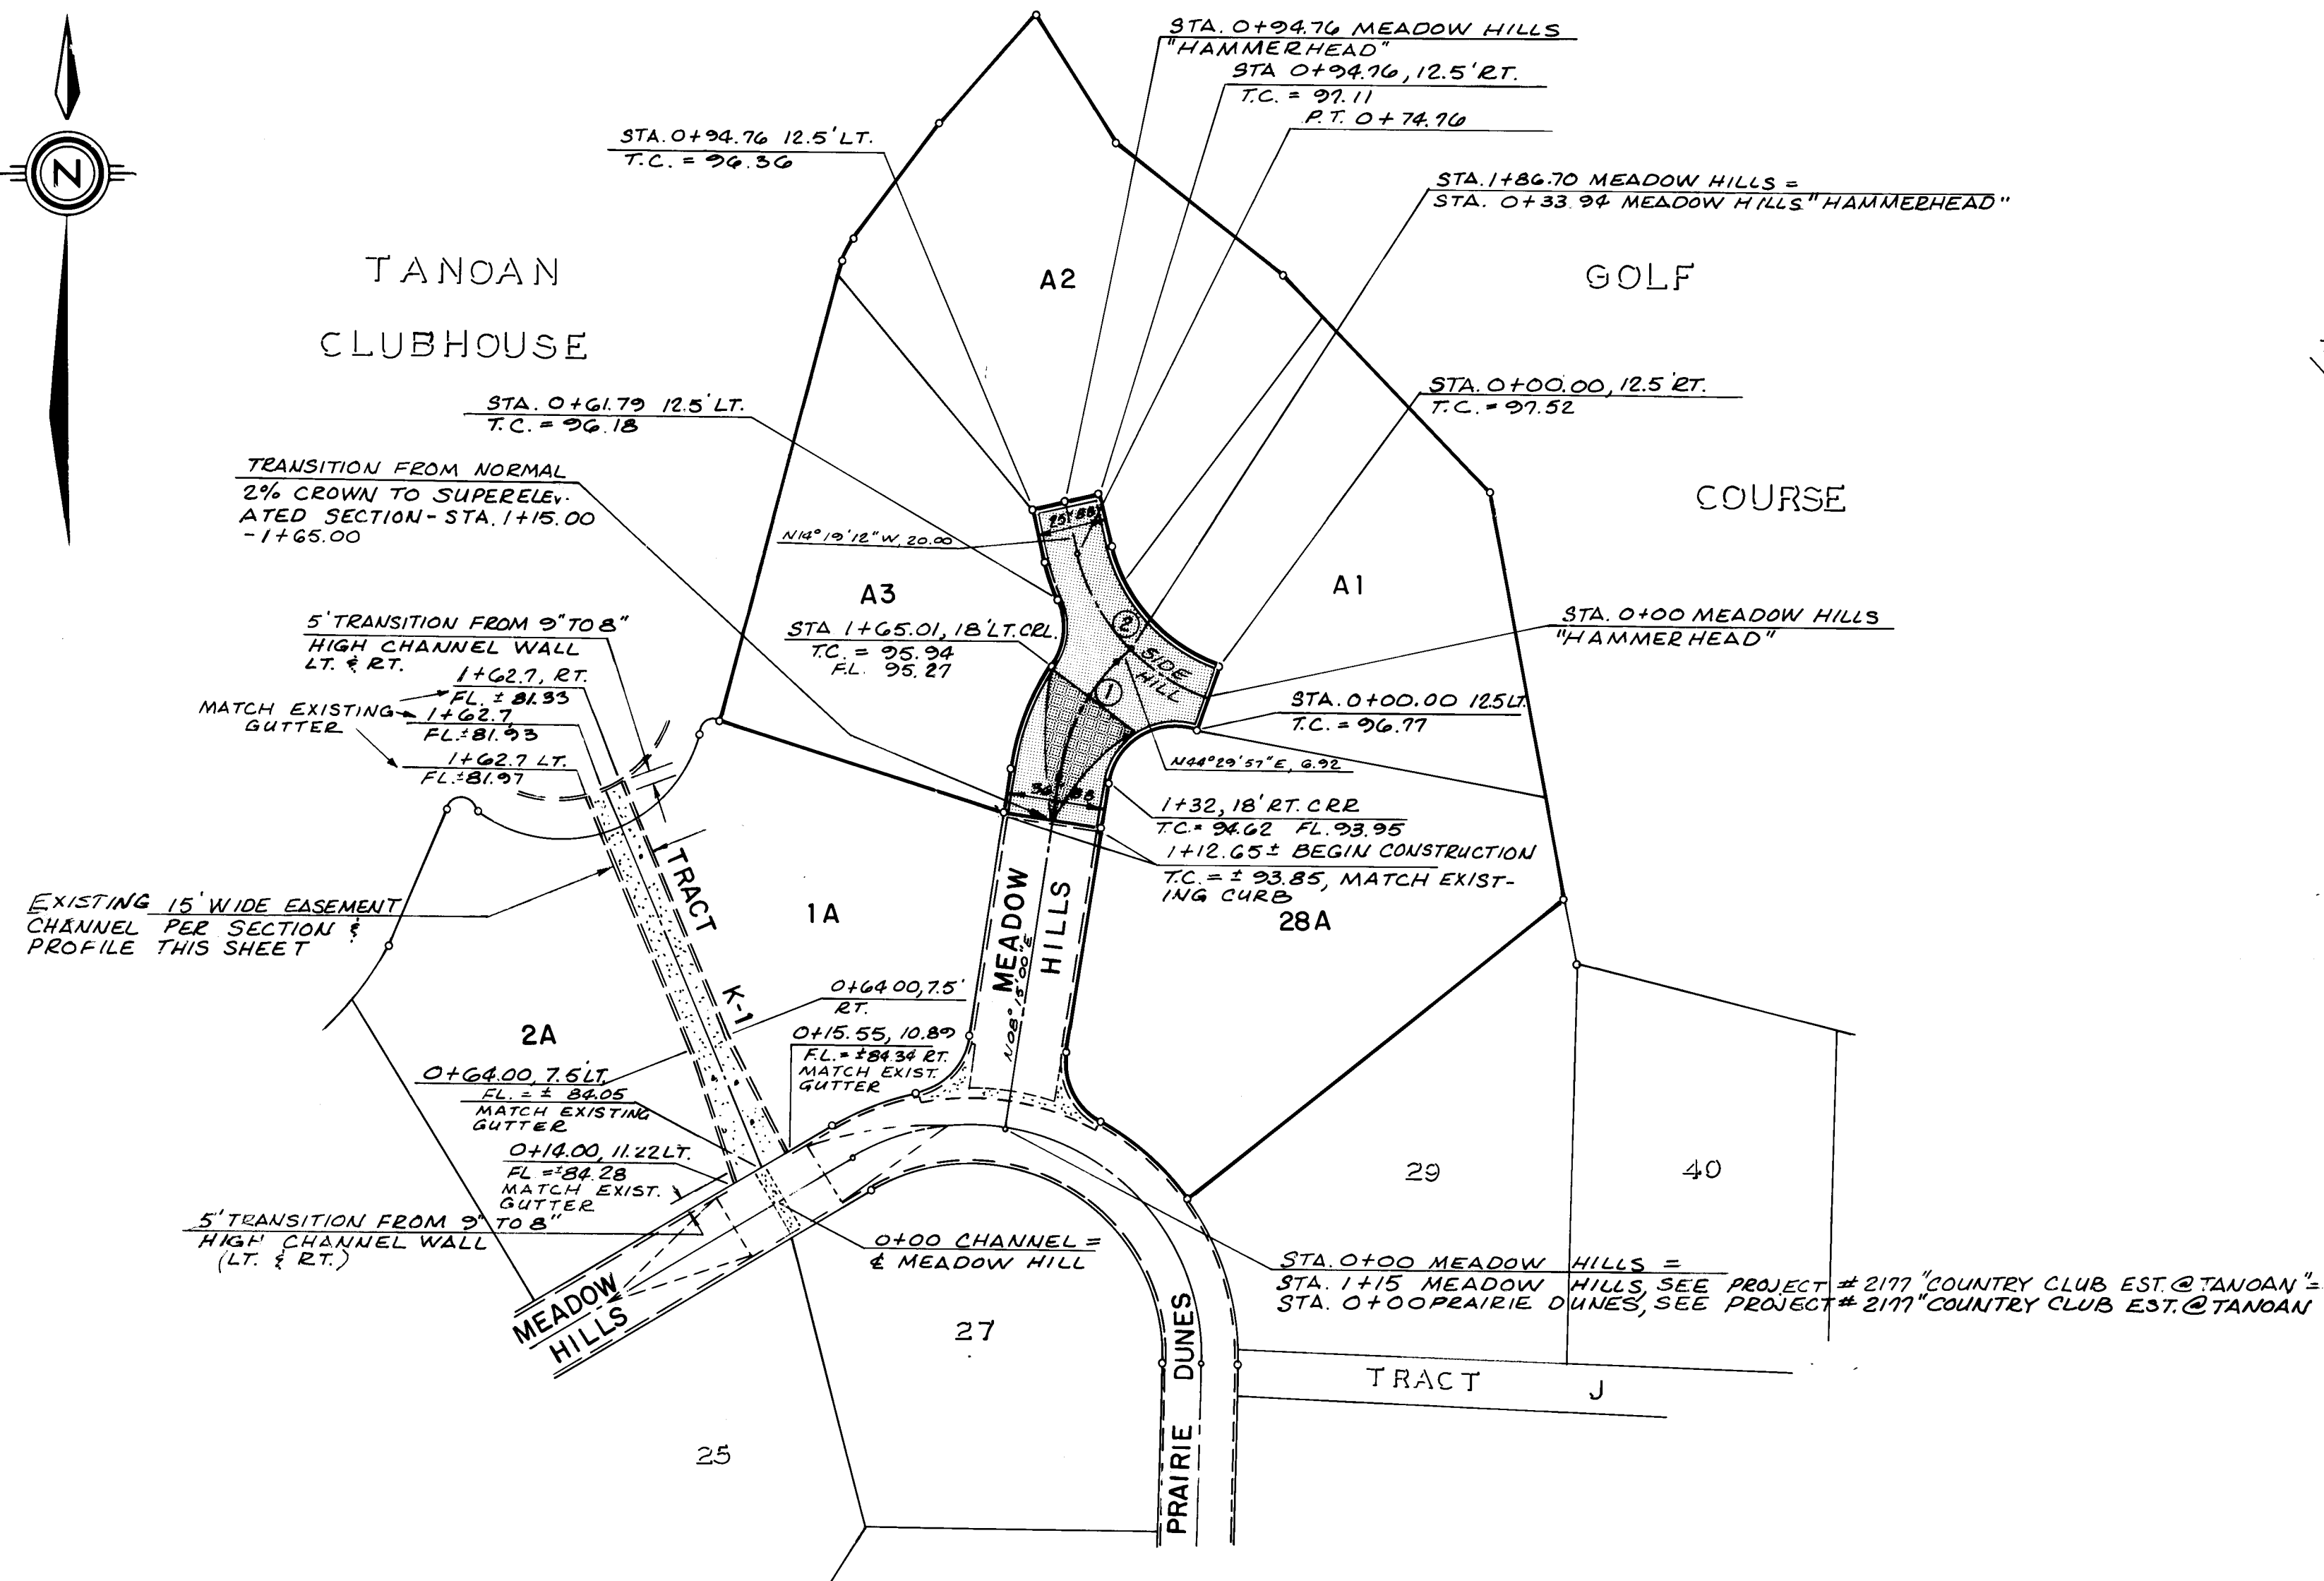 STA. 0+94.76 MEADOW HILLS
"HAMMERHEAD"
STA 0+94.76, 12.5' RT.
T.C. = 97.11
P.T. 0+74.76
STA. 0+94.76 12.5' LT.
T.C. = 96.36
N
STA. 1+86.70 MEADOW HILLS =
STA. 0+33.94 MEADOW HILLS "HAMMERHEAD"
TANOAN
CLUBHOUSE
A2
GOLF
COURSE
STA. 0+00.00, 12.5' RT.
T.C. = 97.52
STA. 0+61.79 12.5' LT.
T.C. = 96.18
TRANSITION FROM NORMAL
2% CROWN TO SUPERELEV-
ATED SECTION - STA. 1+15.00
- 1+65.00
N14°19'12"W, 20.00
A3
A1
STA 1+65.01, 18' LT. CRL.
T.C. = 95.94
F.L. 95.27
2
SIDE
HILL
1
STA. 0+00 MEADOW HILLS
"HAMMERHEAD"
5' TRANSITION FROM 9" TO 8"
HIGH CHANNEL WALL
LT. & RT.
1+62.7, RT.
FL. ± 81.33
MATCH EXISTING
GUTTER
1+62.7
FL. ± 81.93
1+62.7 LT.
FL. ± 81.97
STA. 0+00.00 12.5 LT.
T.C. = 96.77
N44°29'57"E, 6.92
1+32, 18' RT. CRR
T.C. = 94.62 FL. 93.95
1+12.65± BEGIN CONSTRUCTION
T.C. = ± 93.85, MATCH EXIST-
ING CURB
EXISTING 15' WIDE EASEMENT
CHANNEL PER SECTION &
PROFILE THIS SHEET
TRACT
K-1
1A
28A
MEADOW
HILLS
N08°15'00"E
2A
0+64.00, 7.5'
RT.
0+15.55, 10.89
F.L. = ±84.34 RT.
MATCH EXIST.
GUTTER
0+64.00, 7.5 LT.
FL. = ± 84.05
MATCH EXISTING
GUTTER
0+14.00, 11.22 LT.
FL = ±84.28
MATCH EXIST.
GUTTER
5' TRANSITION FROM 9" TO 8"
HIGH CHANNEL WALL
(LT. & RT.)
0+00 CHANNEL =
℄ MEADOW HILL
MEADOW
HILLS
29
40
STA. 0+00 MEADOW HILLS =
STA. 1+15 MEADOW HILLS, SEE PROJECT # 2177 "COUNTRY CLUB EST. @ TANOAN" =
STA. 0+00 PRAIRIE DUNES, SEE PROJECT # 2177 "COUNTRY CLUB EST. @ TANOAN
27
25
PRAIRIE DUNES
TRACT J